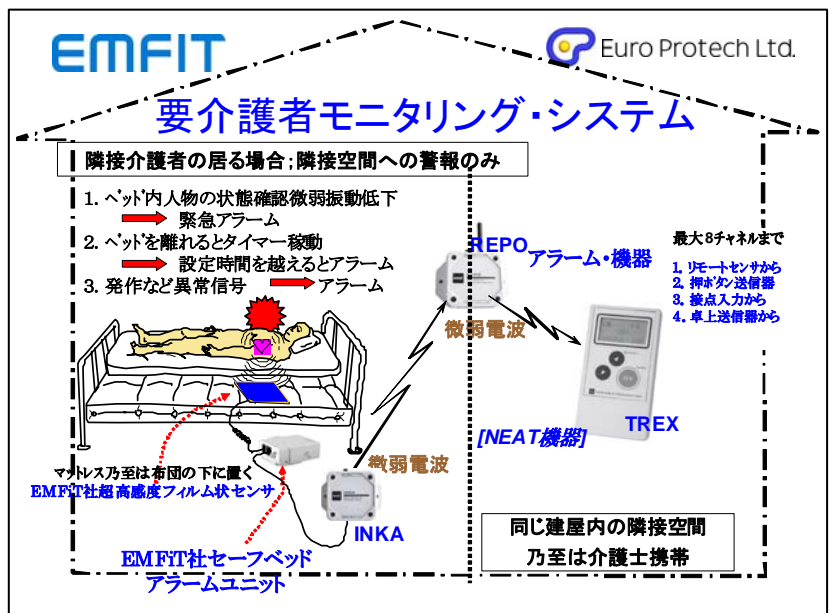 EMFIT
Euro Protech Ltd.
要介護者モニタリング・システム
隣接介護者の居る場合;隣接空間への警報のみ
1. ベッド内人物の状態確認微弱振動低下
緊急アラーム
2. ベッドを離れるとタイマー稼動
設定時間を越えるとアラーム
3. 発作など異常信号
アラーム
REPO
アラーム・機器
最大8チャネルまで
1. リモートセンサから
2. 押ボタン送信器
3. 接点入力から
4. 卓上送信器から
微弱電波
TREX
[NEAT機器]
マットレス乃至は布団の下に置く
EMFiT社超高感度フィルム状センサ
微弱電波
INKA
EMFiT社セーフベッド
アラームユニット
同じ建屋内の隣接空間
乃至は介護士携帯